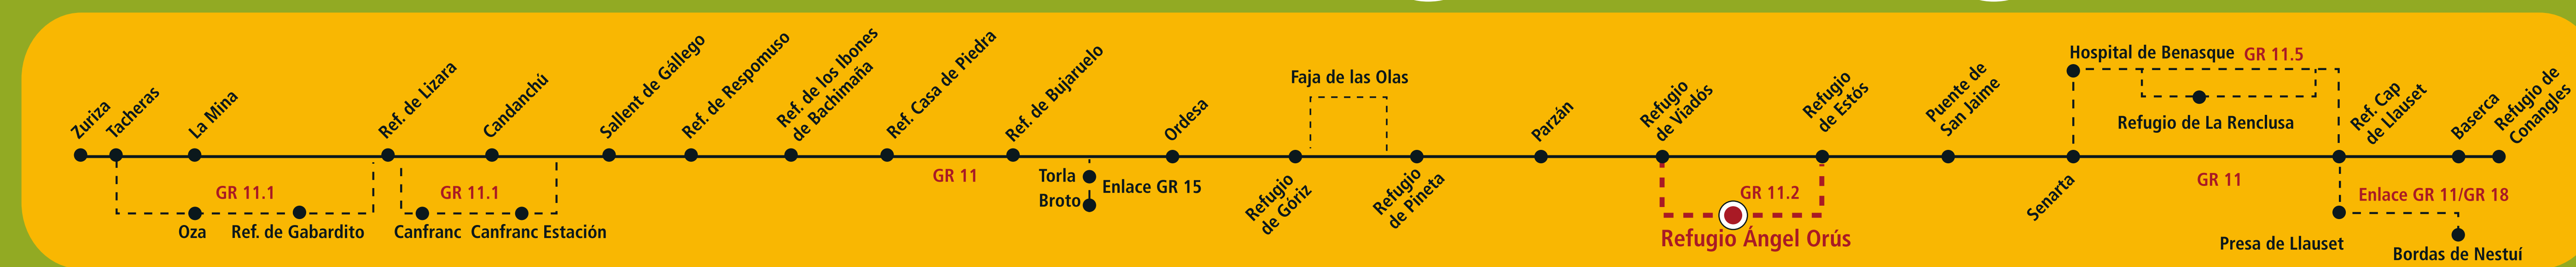 Zuriza
Tacheras
La Mina
Ref. de Lizara
Candanchú
Sallent de Gállego
Ref. de Respomuso
Ref. de los Ibones
de Bachimaña
Ref. Casa de Piedra
Ref. de Bujaruelo
Ordesa
Faja de las Olas
Parzán
Refugio
de Viadós
Refugio
de Estós
Puente de
San Jaime
Hospital de Benasque GR 11.5
Refugio de La Renclusa
Ref. Cap
de Llauset
Baserca
Refugio de
Conangles
GR 11.1
Oza
Ref. de Gabardito
GR 11.1
Canfranc
Canfranc Estación
GR 11
Torla
Broto
Enlace GR 15
Refugio
de Góriz
Refugio
de Pineta
GR 11.2
Refugio Ángel Orús
Senarta
GR 11
Enlace GR 11/GR 18
Presa de Llauset
Bordas de Nestuí